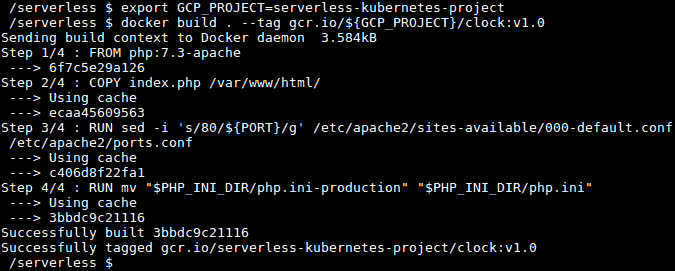 /serverless $ export GCP_PROJECT=serverless-kubernetes-project
/serverless $ docker build . --tag gcr.io/${GCP_PROJECT}/clock:v1.0
Sending build context to Docker daemon  3.584kB
Step 1/4 : FROM php:7.3-apache
 ---> 6f7c5e29a126
Step 2/4 : COPY index.php /var/www/html/
 ---> Using cache
 ---> ecaa45609563
Step 3/4 : RUN sed -i 's/80/${PORT}/g' /etc/apache2/sites-available/000-default.conf
/etc/apache2/ports.conf
 ---> Using cache
 ---> c406d8f22fa1
Step 4/4 : RUN mv "$PHP_INI_DIR/php.ini-production" "$PHP_INI_DIR/php.ini"
 ---> Using cache
 ---> 3bbdc9c21116
Successfully built 3bbdc9c21116
Successfully tagged gcr.io/serverless-kubernetes-project/clock:v1.0
/serverless $